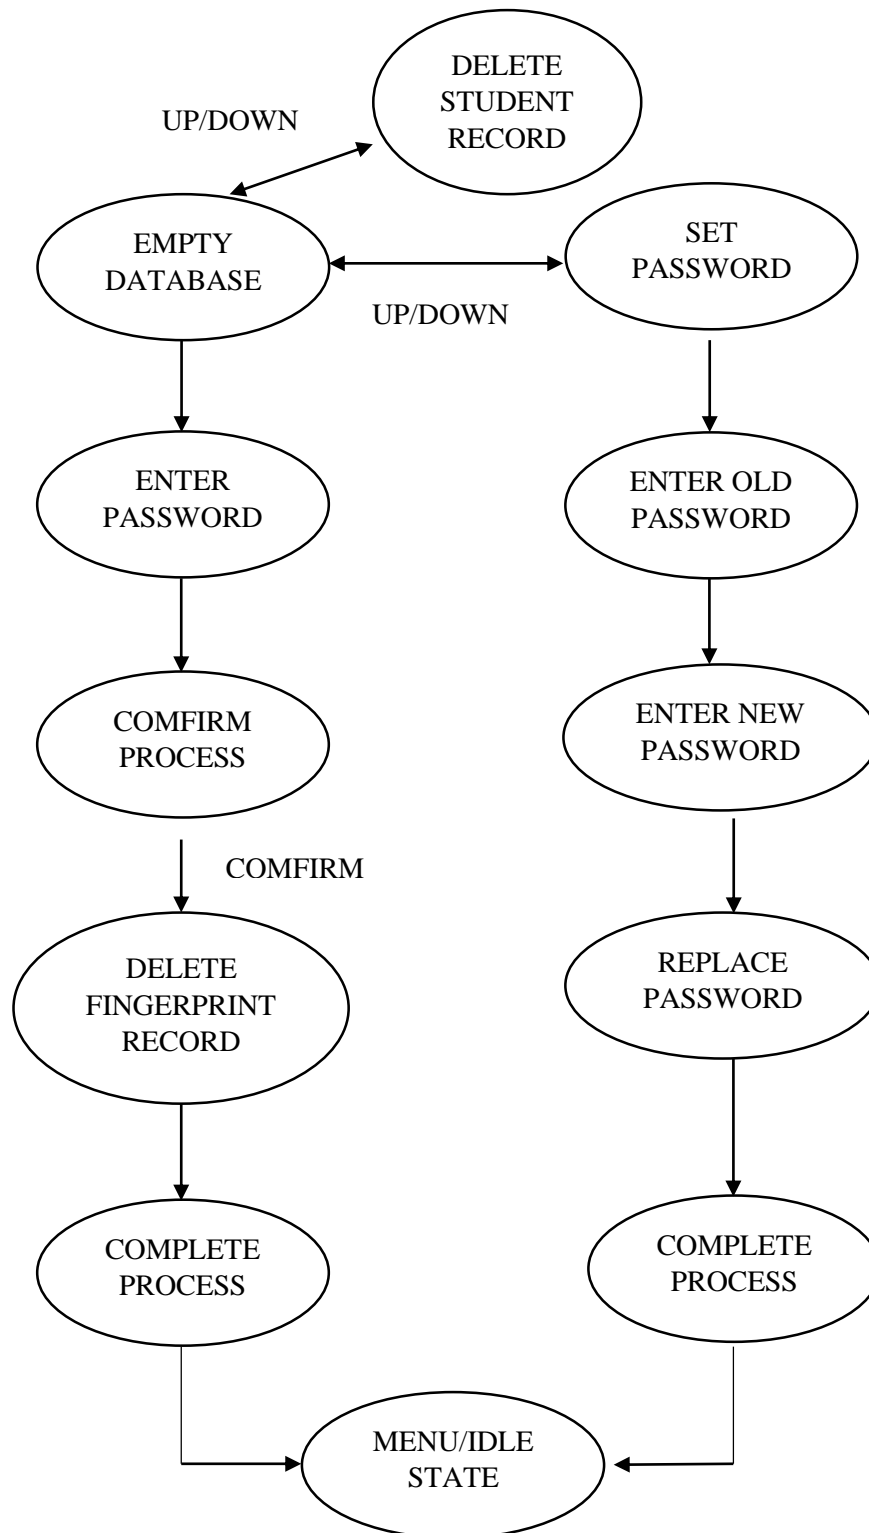 DELETE
STUDENT
RECORD
UP/DOWN
EMPTY
DATABASE
SET
PASSWORD
UP/DOWN
ENTER
PASSWORD
ENTER OLD
PASSWORD
COMFIRM
PROCESS
ENTER NEW
PASSWORD
COMFIRM
DELETE
FINGERPRINT
RECORD
REPLACE
PASSWORD
COMPLETE
PROCESS
COMPLETE
PROCESS
MENU/IDLE
STATE